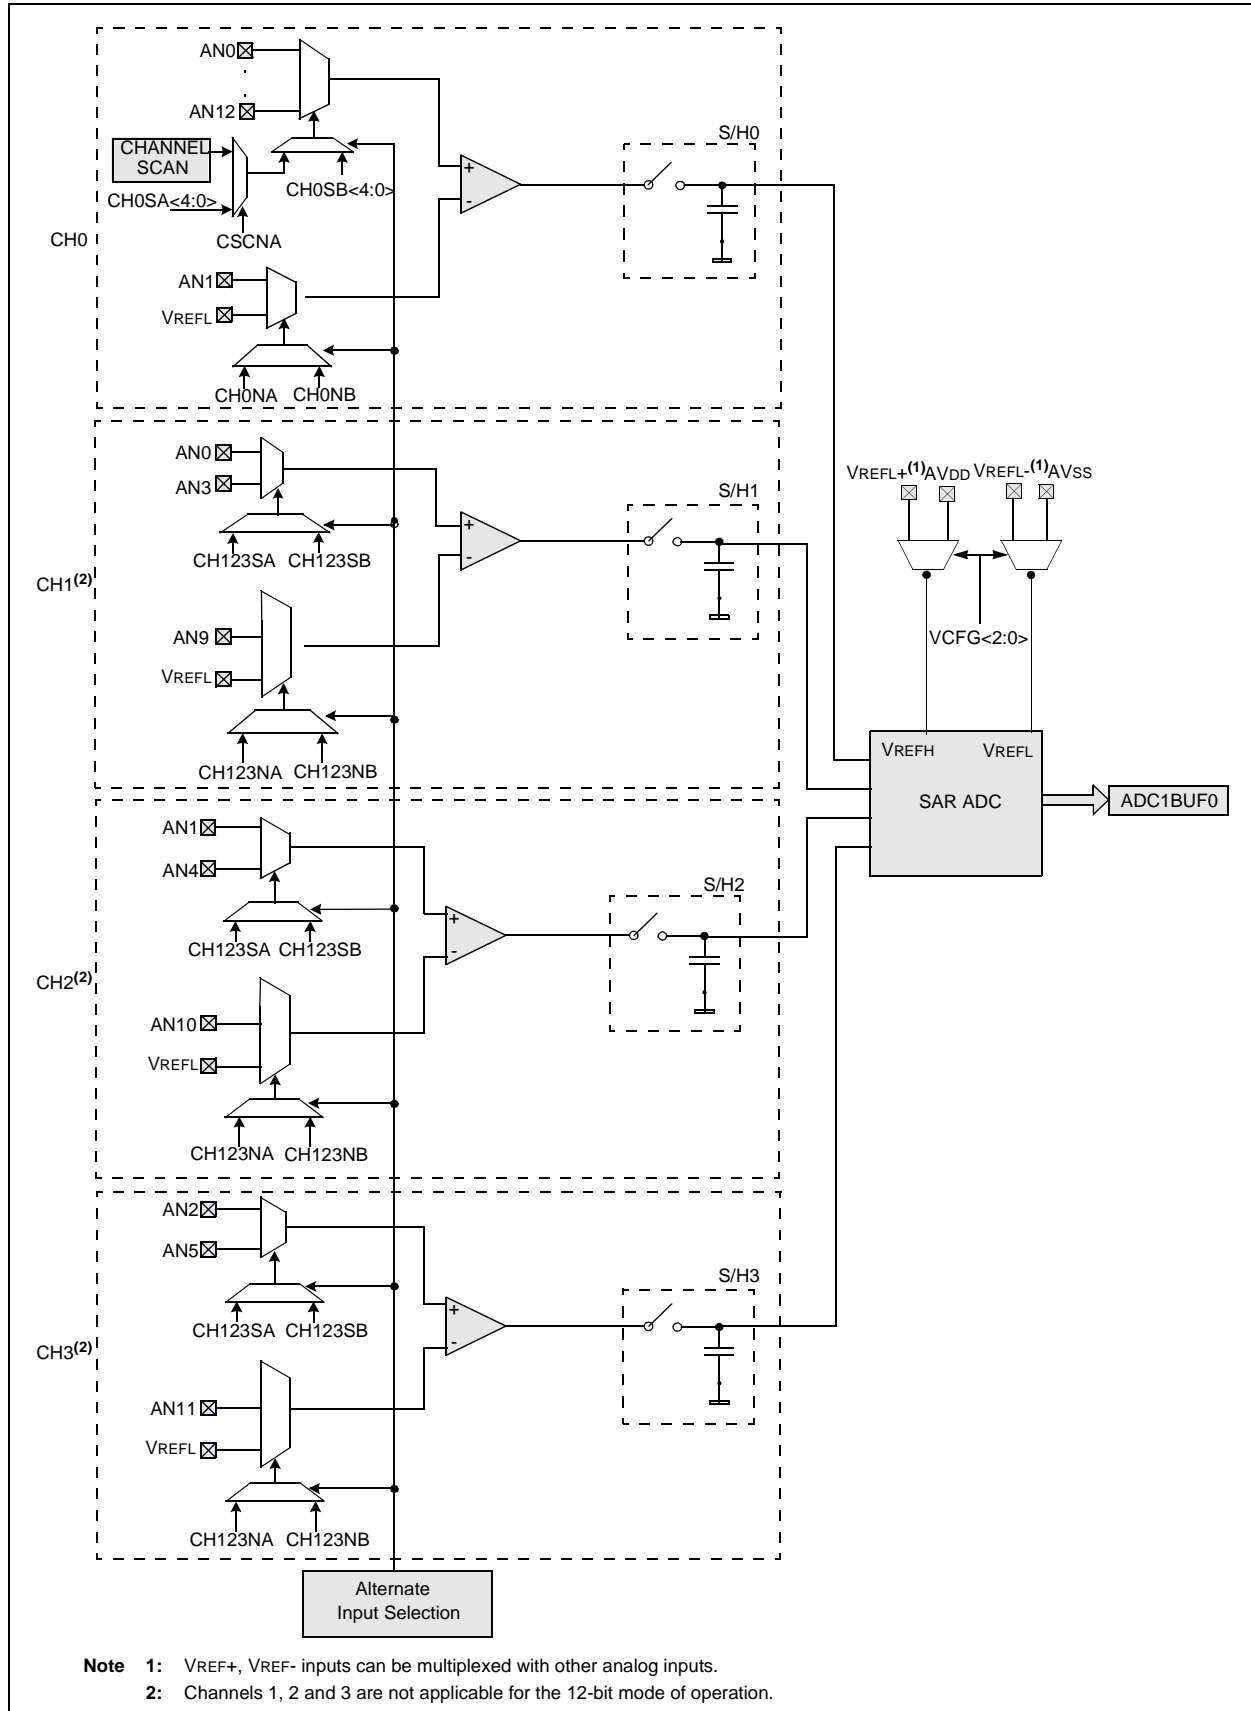 AN0
AN12
S/H0
CHANNEL
SCAN
+
-
CH0SA<4:0>
CH0SB<4:0>
CSCNA
CH0
AN1
VREFL
CH0NA CH0NB
AN0
AN3
VREFL+(1) AVDD VREFL-(1) AVSS
S/H1
+
-
CH123SA CH123SB
CH1(2)
AN9
VREFL
VCFG<2:0>
CH123NA CH123NB
VREFH VREFL
SAR ADC
ADC1BUF0
AN1
AN4
S/H2
+
-
CH123SA CH123SB
CH2(2)
AN10
VREFL
CH123NA CH123NB
AN2
AN5
S/H3
+
-
CH123SA CH123SB
CH3(2)
AN11
VREFL
CH123NA CH123NB
Alternate
Input Selection
Note 1: VREF+, VREF- inputs can be multiplexed with other analog inputs.
2: Channels 1, 2 and 3 are not applicable for the 12-bit mode of operation.